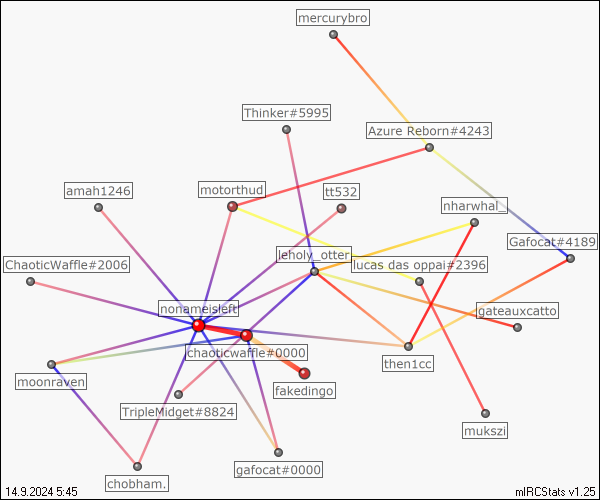 mercurybro
Thinker#5995
Azure Reborn#4243
amah1246
motorthud
tt532
nharwhal_
Gafocat#4189
leholy_otter
ChaoticWaffle#2006
lucas das oppai#2396
nonameisleft
gateauxcatto
chaoticwaffle#0000
then1cc
moonraven
fakedingo
TripleMidget#8824
mukszi
gafocat#0000
chobham.
14.9.2024 5:45
mIRCStats v1.25